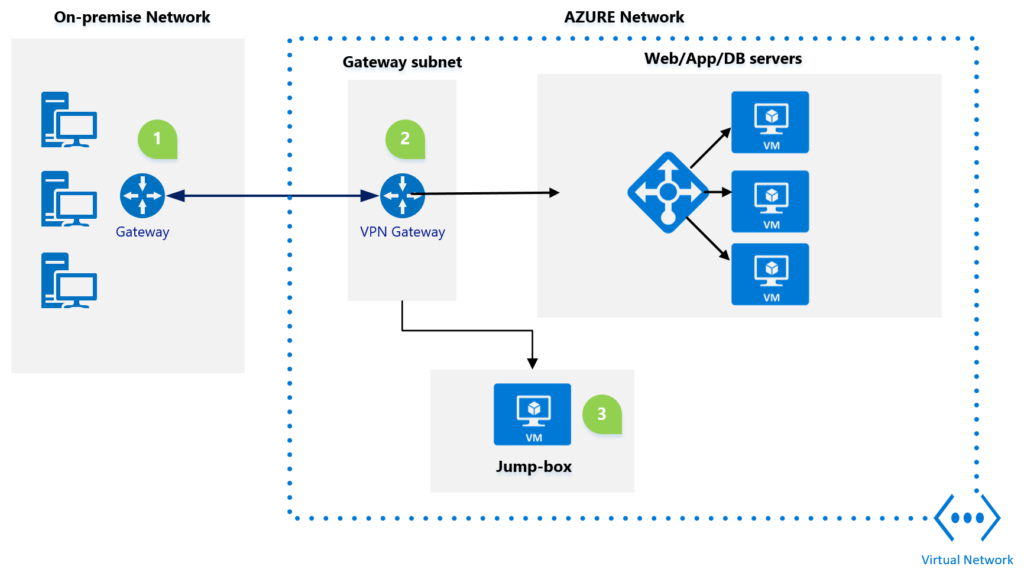 On-premise Network
AZURE Network
Gateway subnet
Web/App/DB servers
1
2
VM
VM
Gateway
VPN Gateway
VM
3
VM
Jump-box
Virtual Network